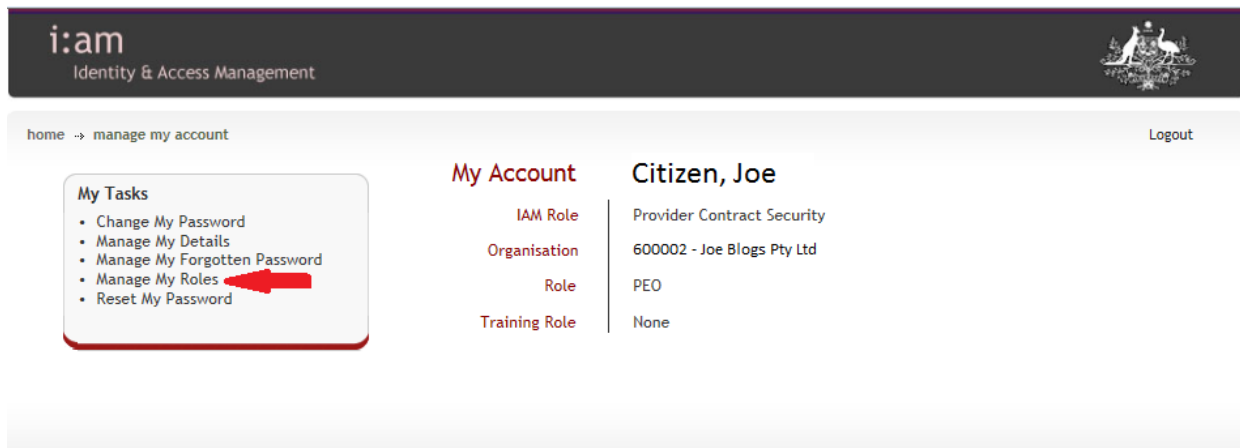 i:am
Identity & Access Management
home ⇢ manage my account
Logout
My Tasks
• Change My Password
• Manage My Details
• Manage My Forgotten Password
• Manage My Roles
• Reset My Password
My Account Citizen, Joe
IAM Role Provider Contract Security
Organisation 600002 - Joe Blogs Pty Ltd
Role PEO
Training Role None